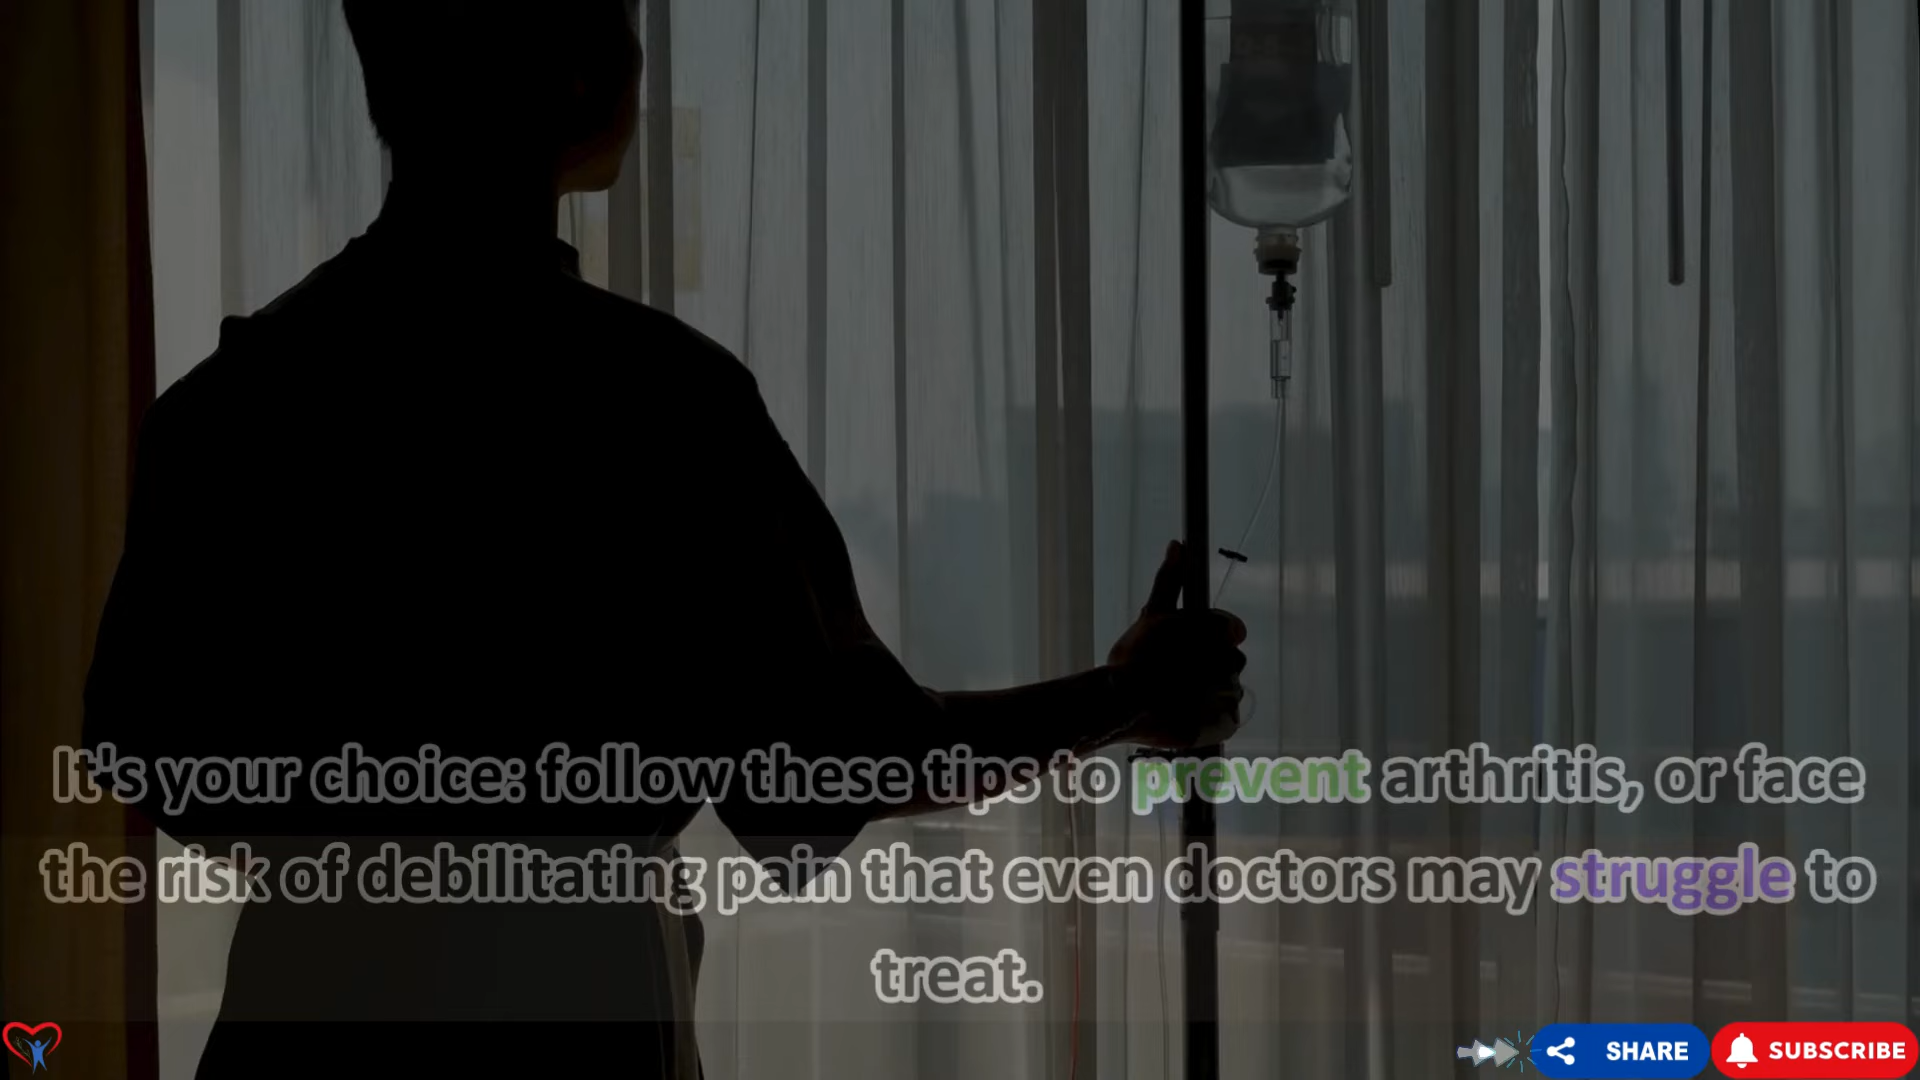 It's your choice: follow these tips to prevent arthritis, or face
the risk of debilitating pain that even doctors may struggle to
treat.
SHARE
SUBSCRIBE